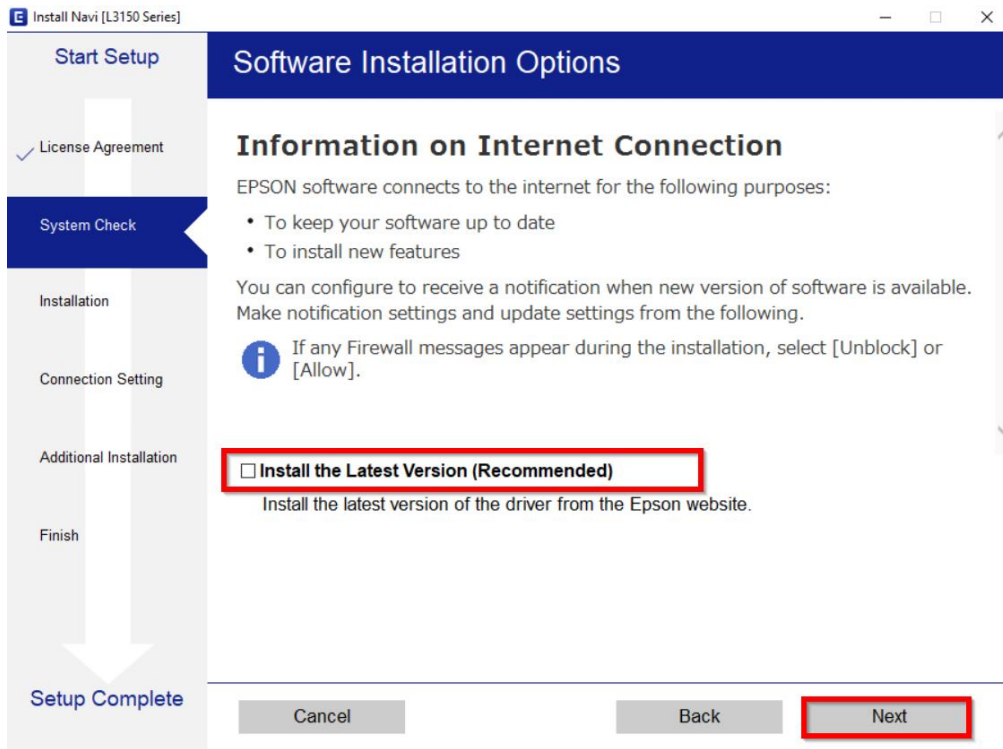 E Install Navi [L3150 Series]
Start Setup
License Agreement
System Check
Installation
Connection Setting
Additional Installation
Finish
Setup Complete
Software Installation Options
Information on Internet Connection
EPSON software connects to the internet for the following purposes:
• To keep your software up to date
• To install new features
You can configure to receive a notification when new version of software is available.
Make notification settings and update settings from the following.
i If any Firewall messages appear during the installation, select [Unblock] or
[Allow].
Install the Latest Version (Recommended)
Install the latest version of the driver from the Epson website.
Cancel
Back
Next